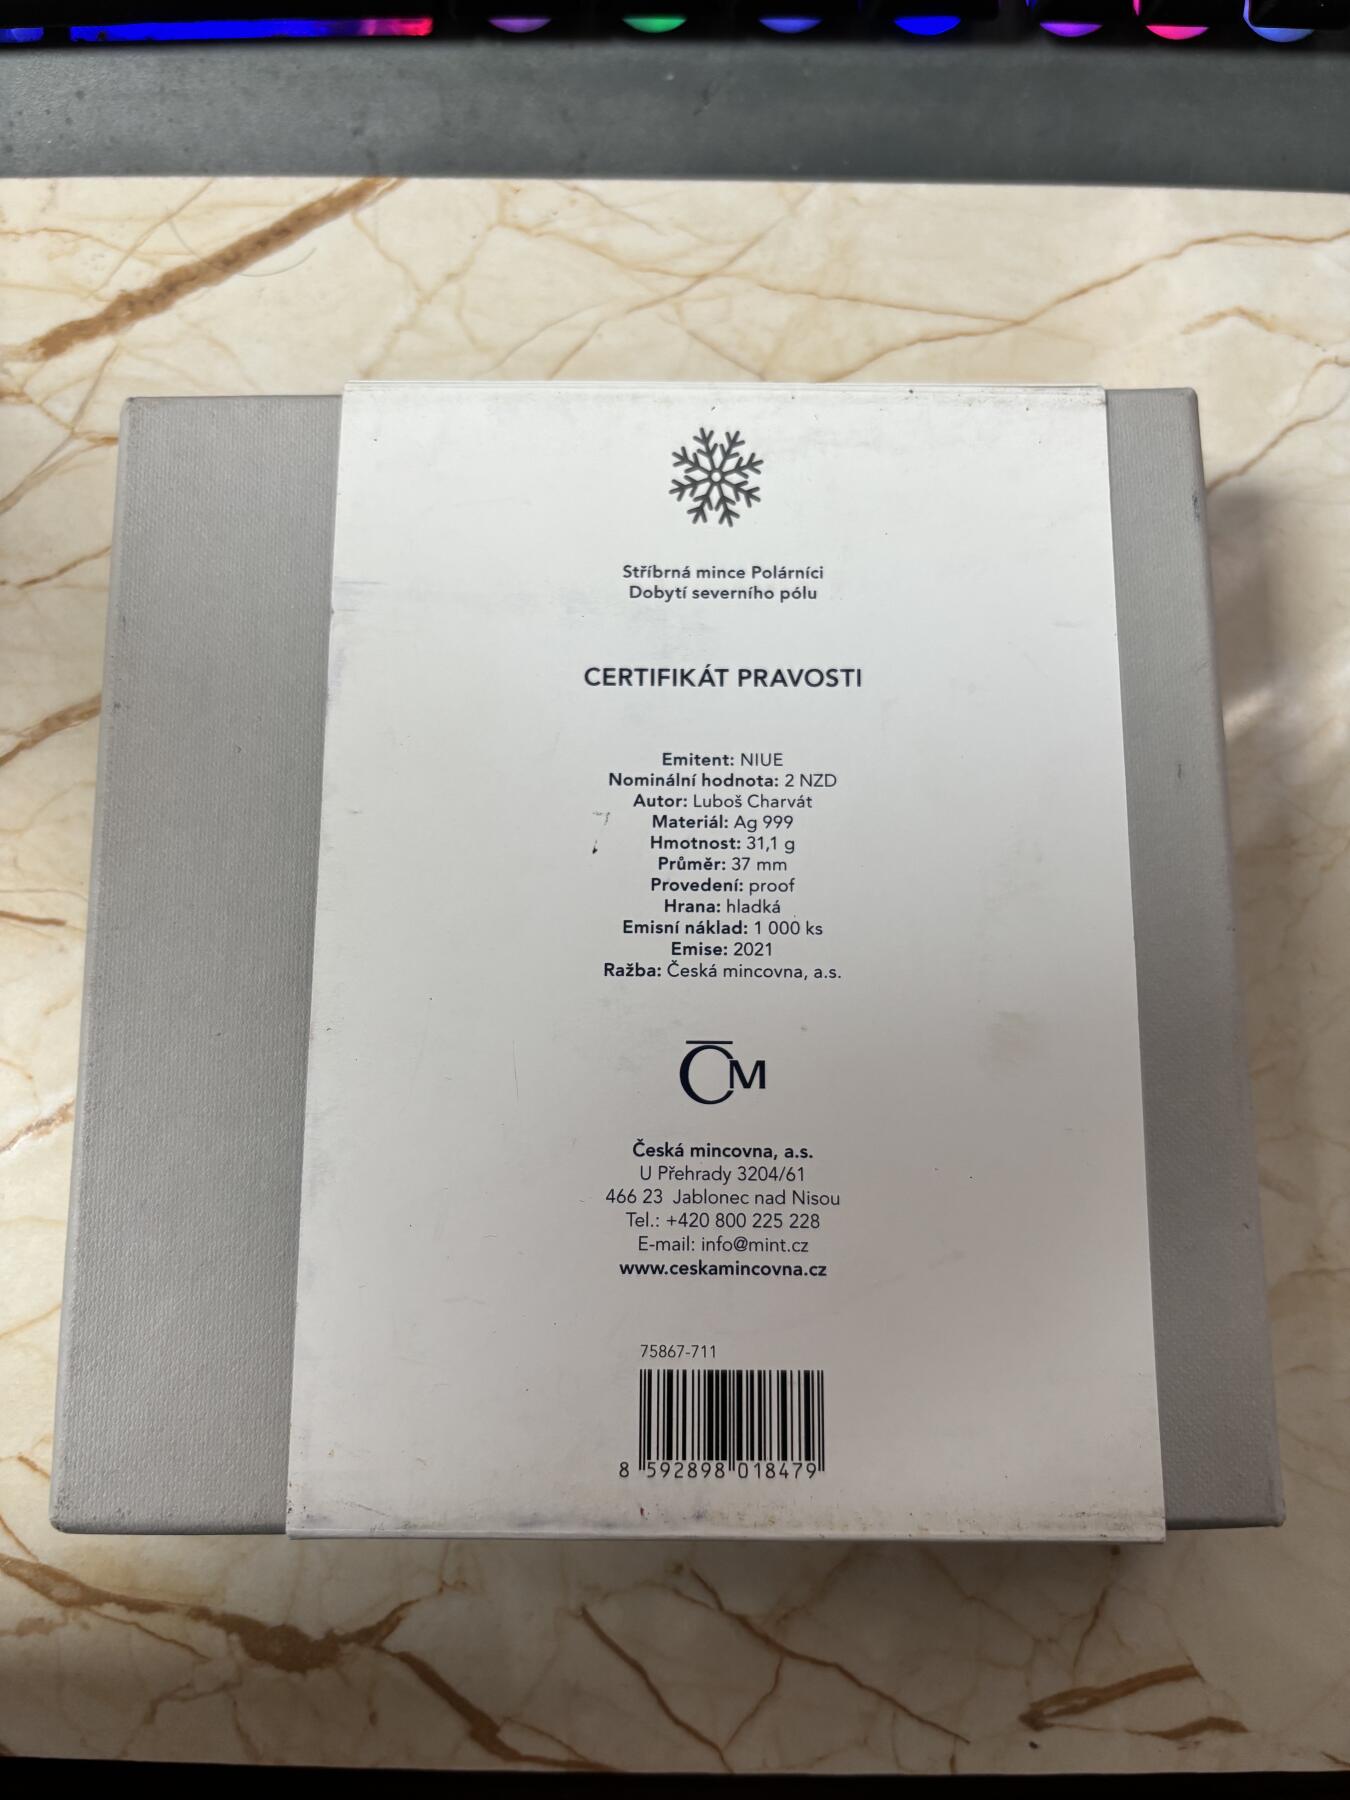 Stříbrná mince Polárníci
Dobytí severního pólu
CERTIFIKÁT PRAVOSTI
Emitent: NIUE
Nominální hodnota: 2 NZD
Autor: Luboš Charvát
Materiál: Ag 999
Hmotnost: 31,1 g
Průměr: 37 mm
Provedení: proof
Hrana: hladká
Emisní náklad: 1 000 ks
Emise: 2021
Ražba: Česká mincovna, a.s.
ČM
Česká mincovna, a.s.
U Přehrady 3204/61
466 23 Jablonec nad Nisou
Tel.: +420 800 225 228
E-mail: info@mint.cz
www.ceskamincovna.cz
75867-711
8 592898 018479